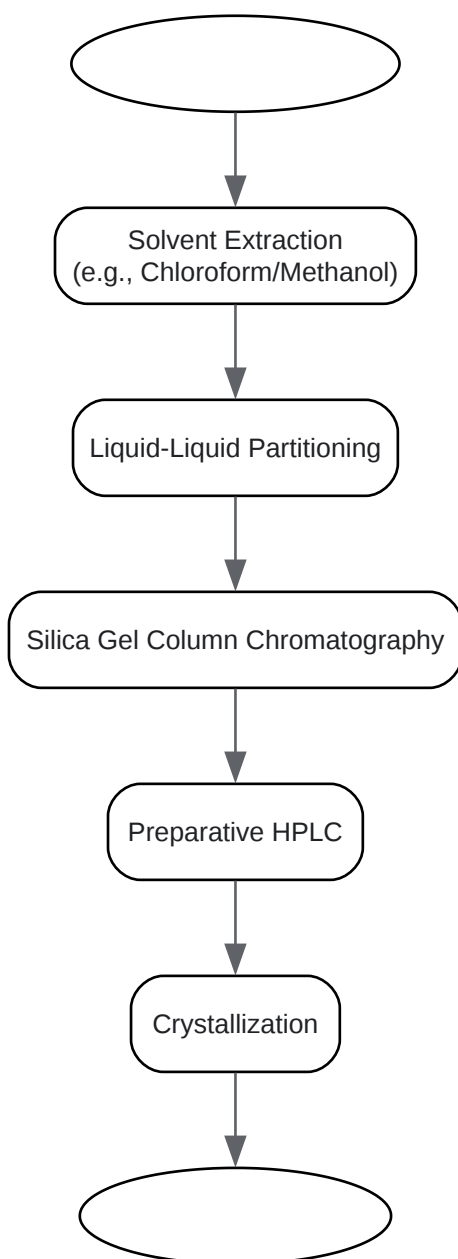 Solvent Extraction
(e.g., Chloroform/Methanol)
Liquid-Liquid Partitioning
Silica Gel Column Chromatography
Preparative HPLC
Crystallization